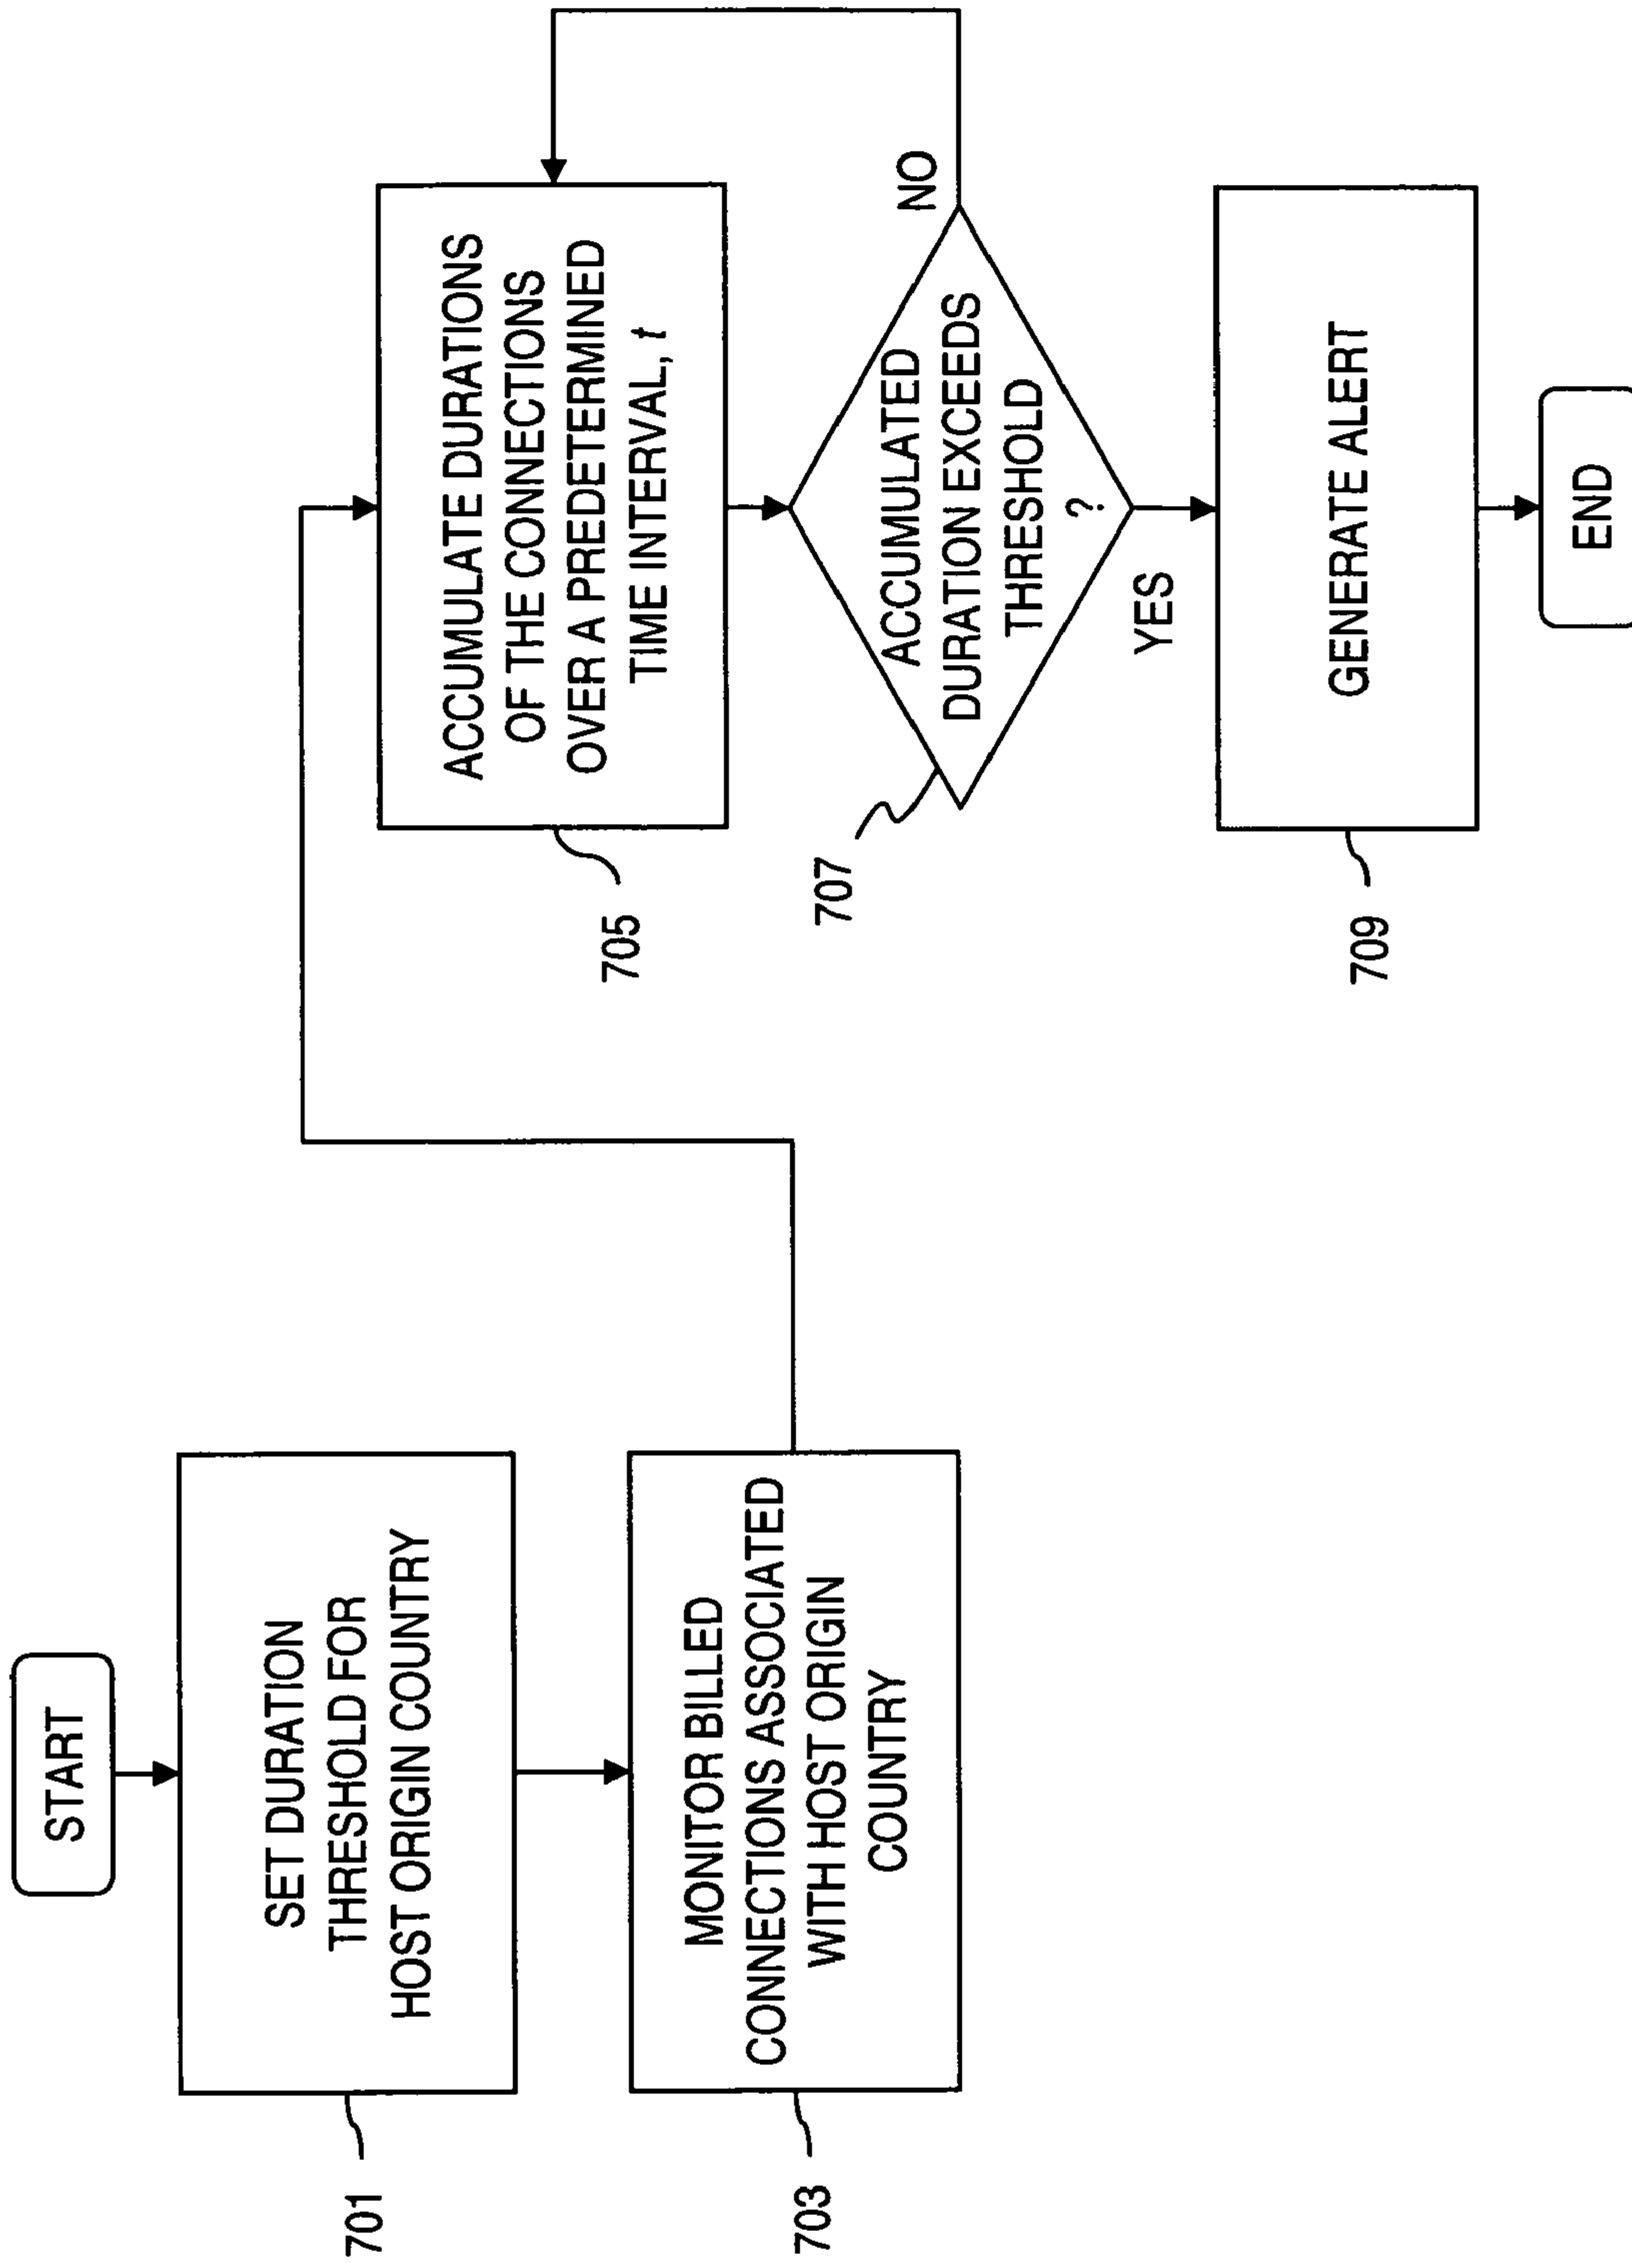 START
SET DURATION
THRESHOLD FOR
HOST ORIGIN COUNTRY
701
MONITOR BILLED
CONNECTIONS ASSOCIATED
WITH HOST ORIGIN
COUNTRY
703
ACCUMULATE DURATIONS
OF THE CONNECTIONS
OVER A PREDETERMINED
TIME INTERVAL, t
705
ACCUMULATED
DURATION EXCEEDS
THRESHOLD
?
707
NO
YES
GENERATE ALERT
709
END